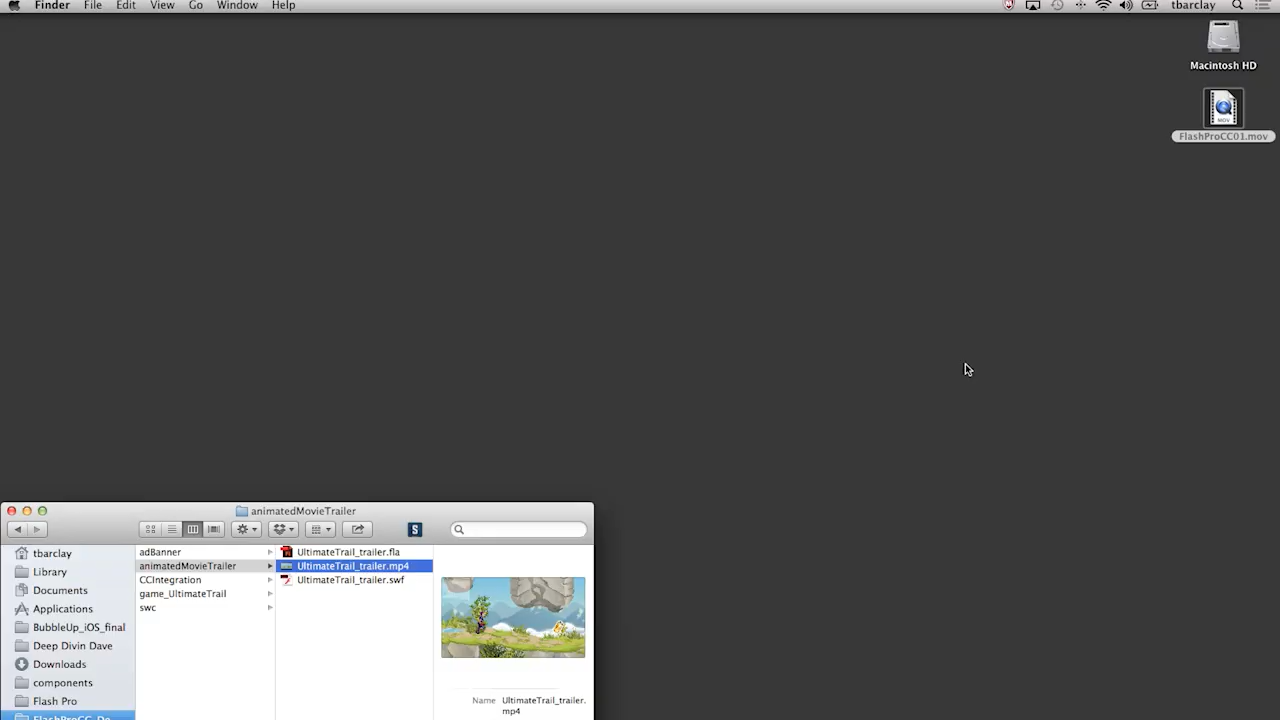 Finder File Edit View Go Window Help tbarclay
Macintosh HD
MOV
FlashProCC01.mov
animatedMovieTrailer
S
tbarclay
Library
Documents
Applications
BubbleUp_iOS_final
Deep Divin Dave
Downloads
components
Flash Pro
FlashProCC_De
adBanner
animatedMovieTrailer
CCIntegration
game_UltimateTrail
swc
UltimateTrail_trailer.fla
UltimateTrail_trailer.mp4
UltimateTrail_trailer.swf
Name UltimateTrail_trailer.
mp4